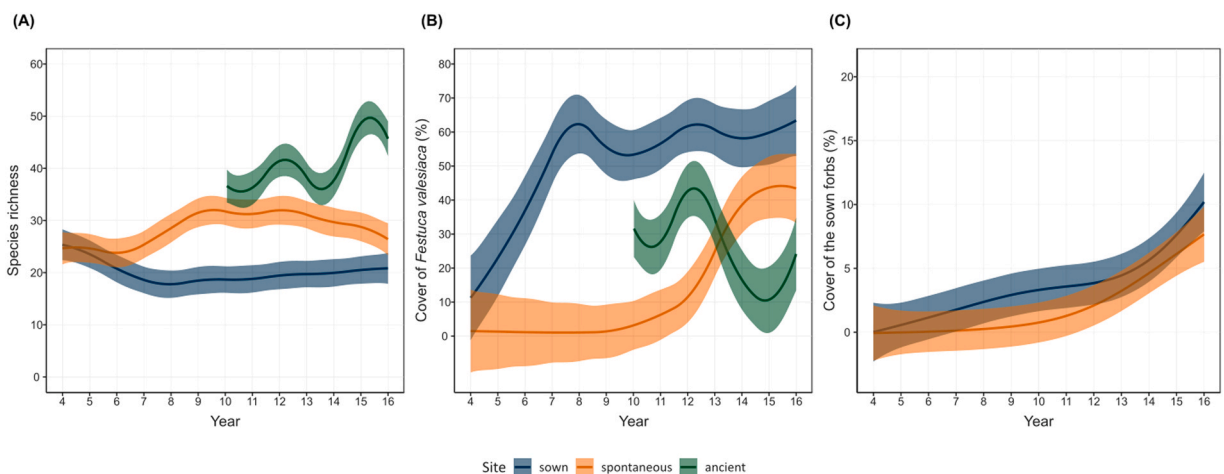 (A)
(B)
(C)
Species richness
60
50
40
30
20
10
0
4 5 6 7 8 9 10 11 12 13 14 15 16
Year
Cover of Festuca valesiaca (%)
80
70
60
50
40
30
20
10
0
4 5 6 7 8 9 10 11 12 13 14 15 16
Year
Cover of the sown forbs (%)
20
15
10
5
0
4 5 6 7 8 9 10 11 12 13 14 15 16
Year
Site sown spontaneous ancient